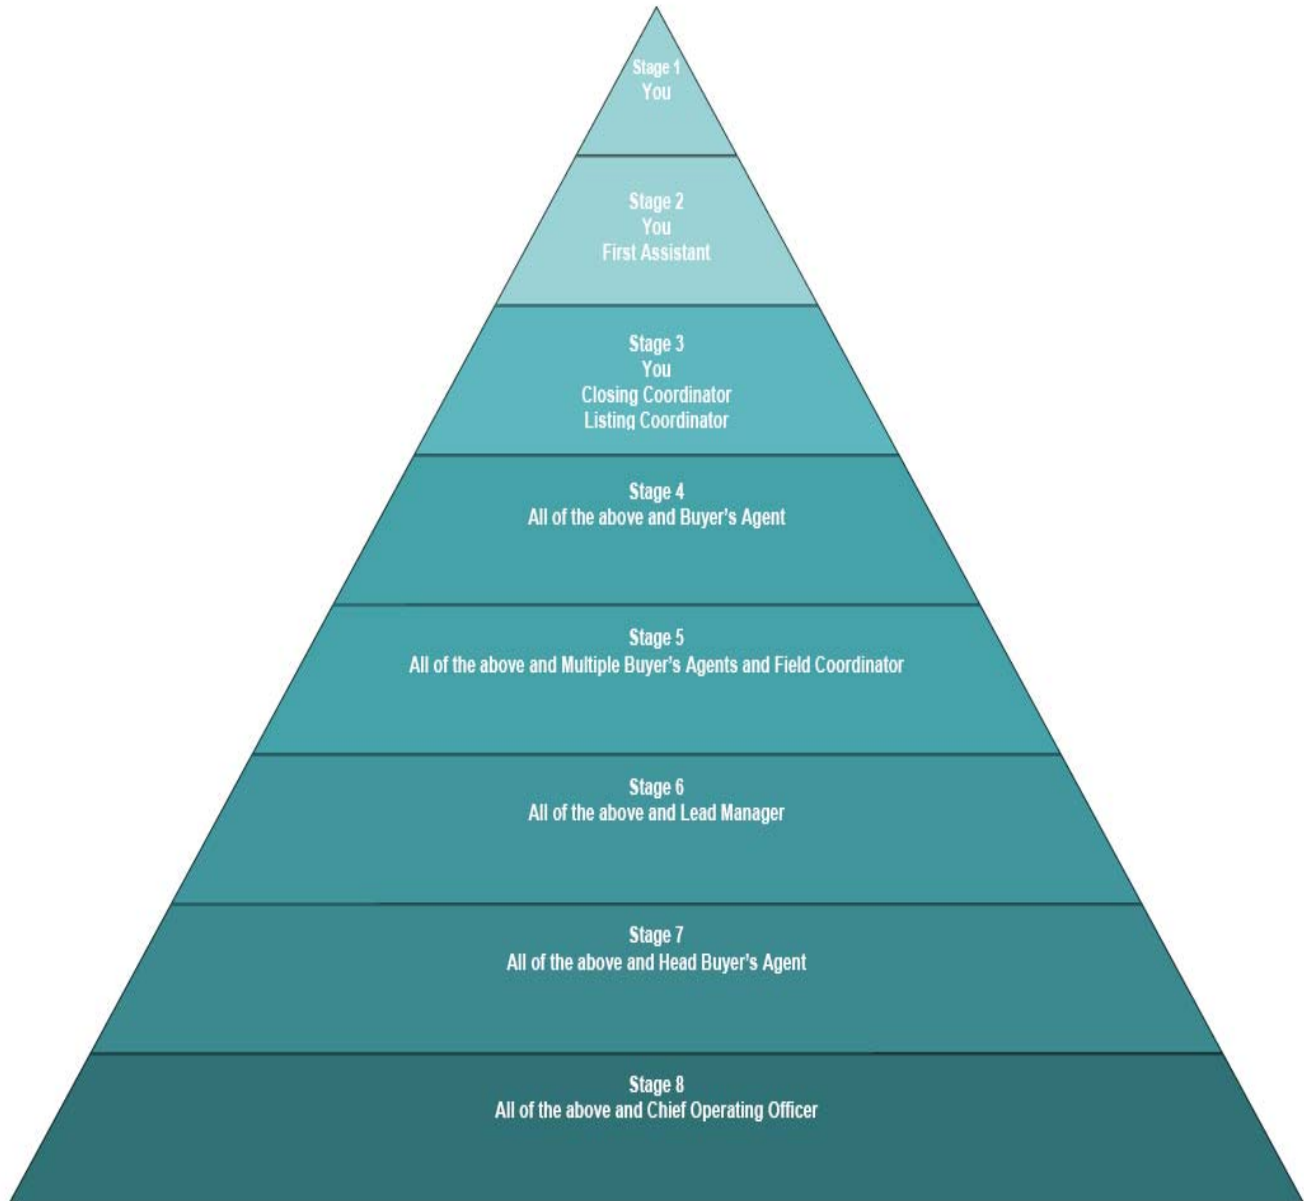 Stage 1
You
Stage 2
You
First Assistant
Stage 3
You
Closing Coordinator
Listing Coordinator
Stage 4
All of the above and Buyer’s Agent
Stage 5
All of the above and Multiple Buyer’s Agents and Field Coordinator
Stage 6
All of the above and Lead Manager
Stage 7
All of the above and Head Buyer’s Agent
Stage 8
All of the above and Chief Operating Officer